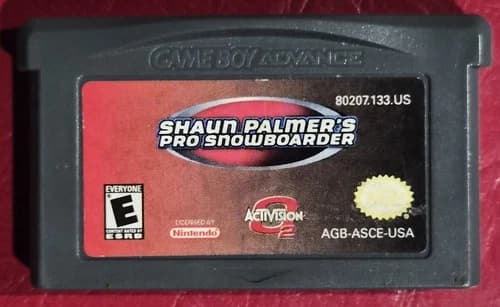 GAME BOY ADVANCE
80207.133.US
SHAUN PALMER'S
PRO SNOWBOARDER
EVERYONE
E
ESRB
LICENSED BY
Nintendo
ACTIVISION
O2
AGB-ASCE-USA